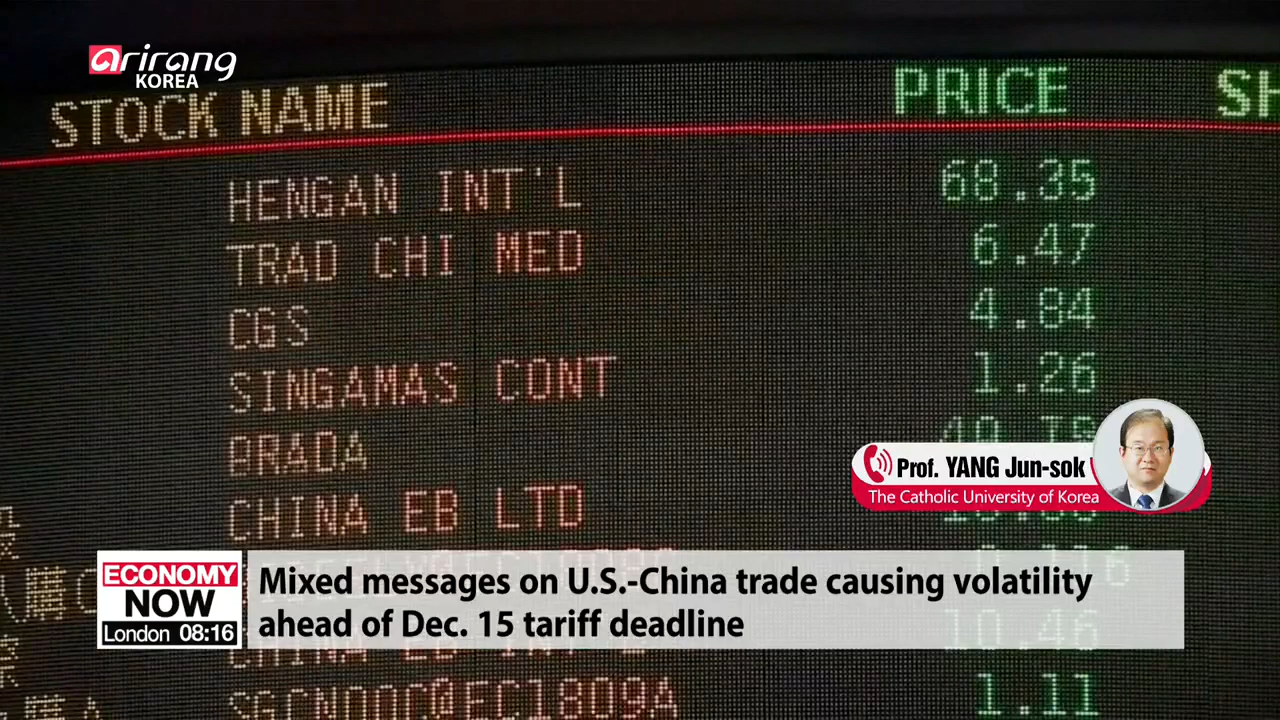 arirang
KOREA
STOCK NAME PRICE
HENGAN INT'L 68.35
TRAD CHI MED 6.47
CGS 4.84
SINGAMAS CONT 1.26
PRADA
CHINA EB LTD
Prof. YANG Jun-sok
The Catholic University of Korea
ECONOMY
NOW
London 08:16
Mixed messages on U.S.-China trade causing volatility
ahead of Dec. 15 tariff deadline
10.46
1.11